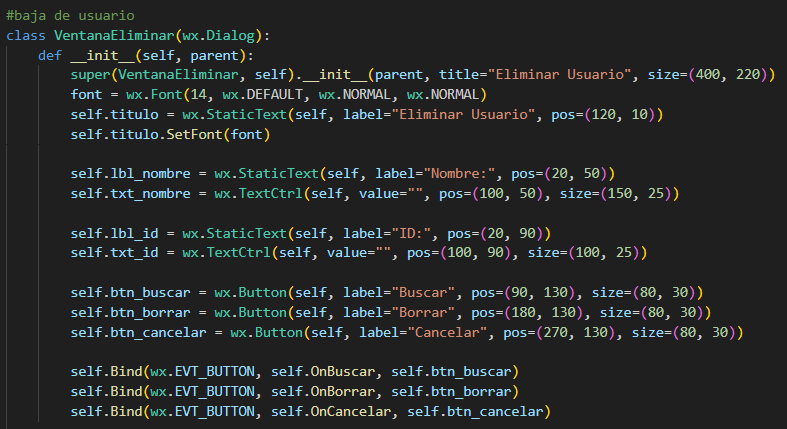 #baja de usuario
class VentanaEliminar(wx.Dialog):
    def __init__(self, parent):
        super(VentanaEliminar, self).__init__(parent, title="Eliminar Usuario", size=(400, 220))
        font = wx.Font(14, wx.DEFAULT, wx.NORMAL, wx.NORMAL)
        self.titulo = wx.StaticText(self, label="Eliminar Usuario", pos=(120, 10))
        self.titulo.SetFont(font)

        self.lbl_nombre = wx.StaticText(self, label="Nombre:", pos=(20, 50))
        self.txt_nombre = wx.TextCtrl(self, value="", pos=(100, 50), size=(150, 25))

        self.lbl_id = wx.StaticText(self, label="ID:", pos=(20, 90))
        self.txt_id = wx.TextCtrl(self, value="", pos=(100, 90), size=(100, 25))

        self.btn_buscar = wx.Button(self, label="Buscar", pos=(90, 130), size=(80, 30))
        self.btn_borrar = wx.Button(self, label="Borrar", pos=(180, 130), size=(80, 30))
        self.btn_cancelar = wx.Button(self, label="Cancelar", pos=(270, 130), size=(80, 30))

        self.Bind(wx.EVT_BUTTON, self.OnBuscar, self.btn_buscar)
        self.Bind(wx.EVT_BUTTON, self.OnBorrar, self.btn_borrar)
        self.Bind(wx.EVT_BUTTON, self.OnCancelar, self.btn_cancelar)